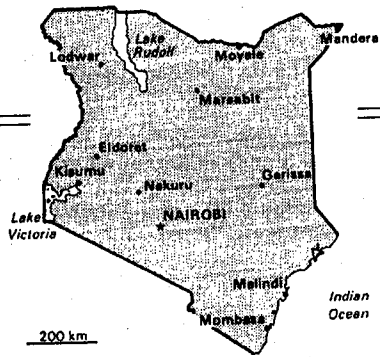 Lake
Rudolf
Mandera
Moyale
Lodwar
Marsabit
Eldoret
Kisumu
Nakuru
Garissa
NAIROBI
Lake
Victoria
Malindi
Indian
Ocean
Mombasa
200 km